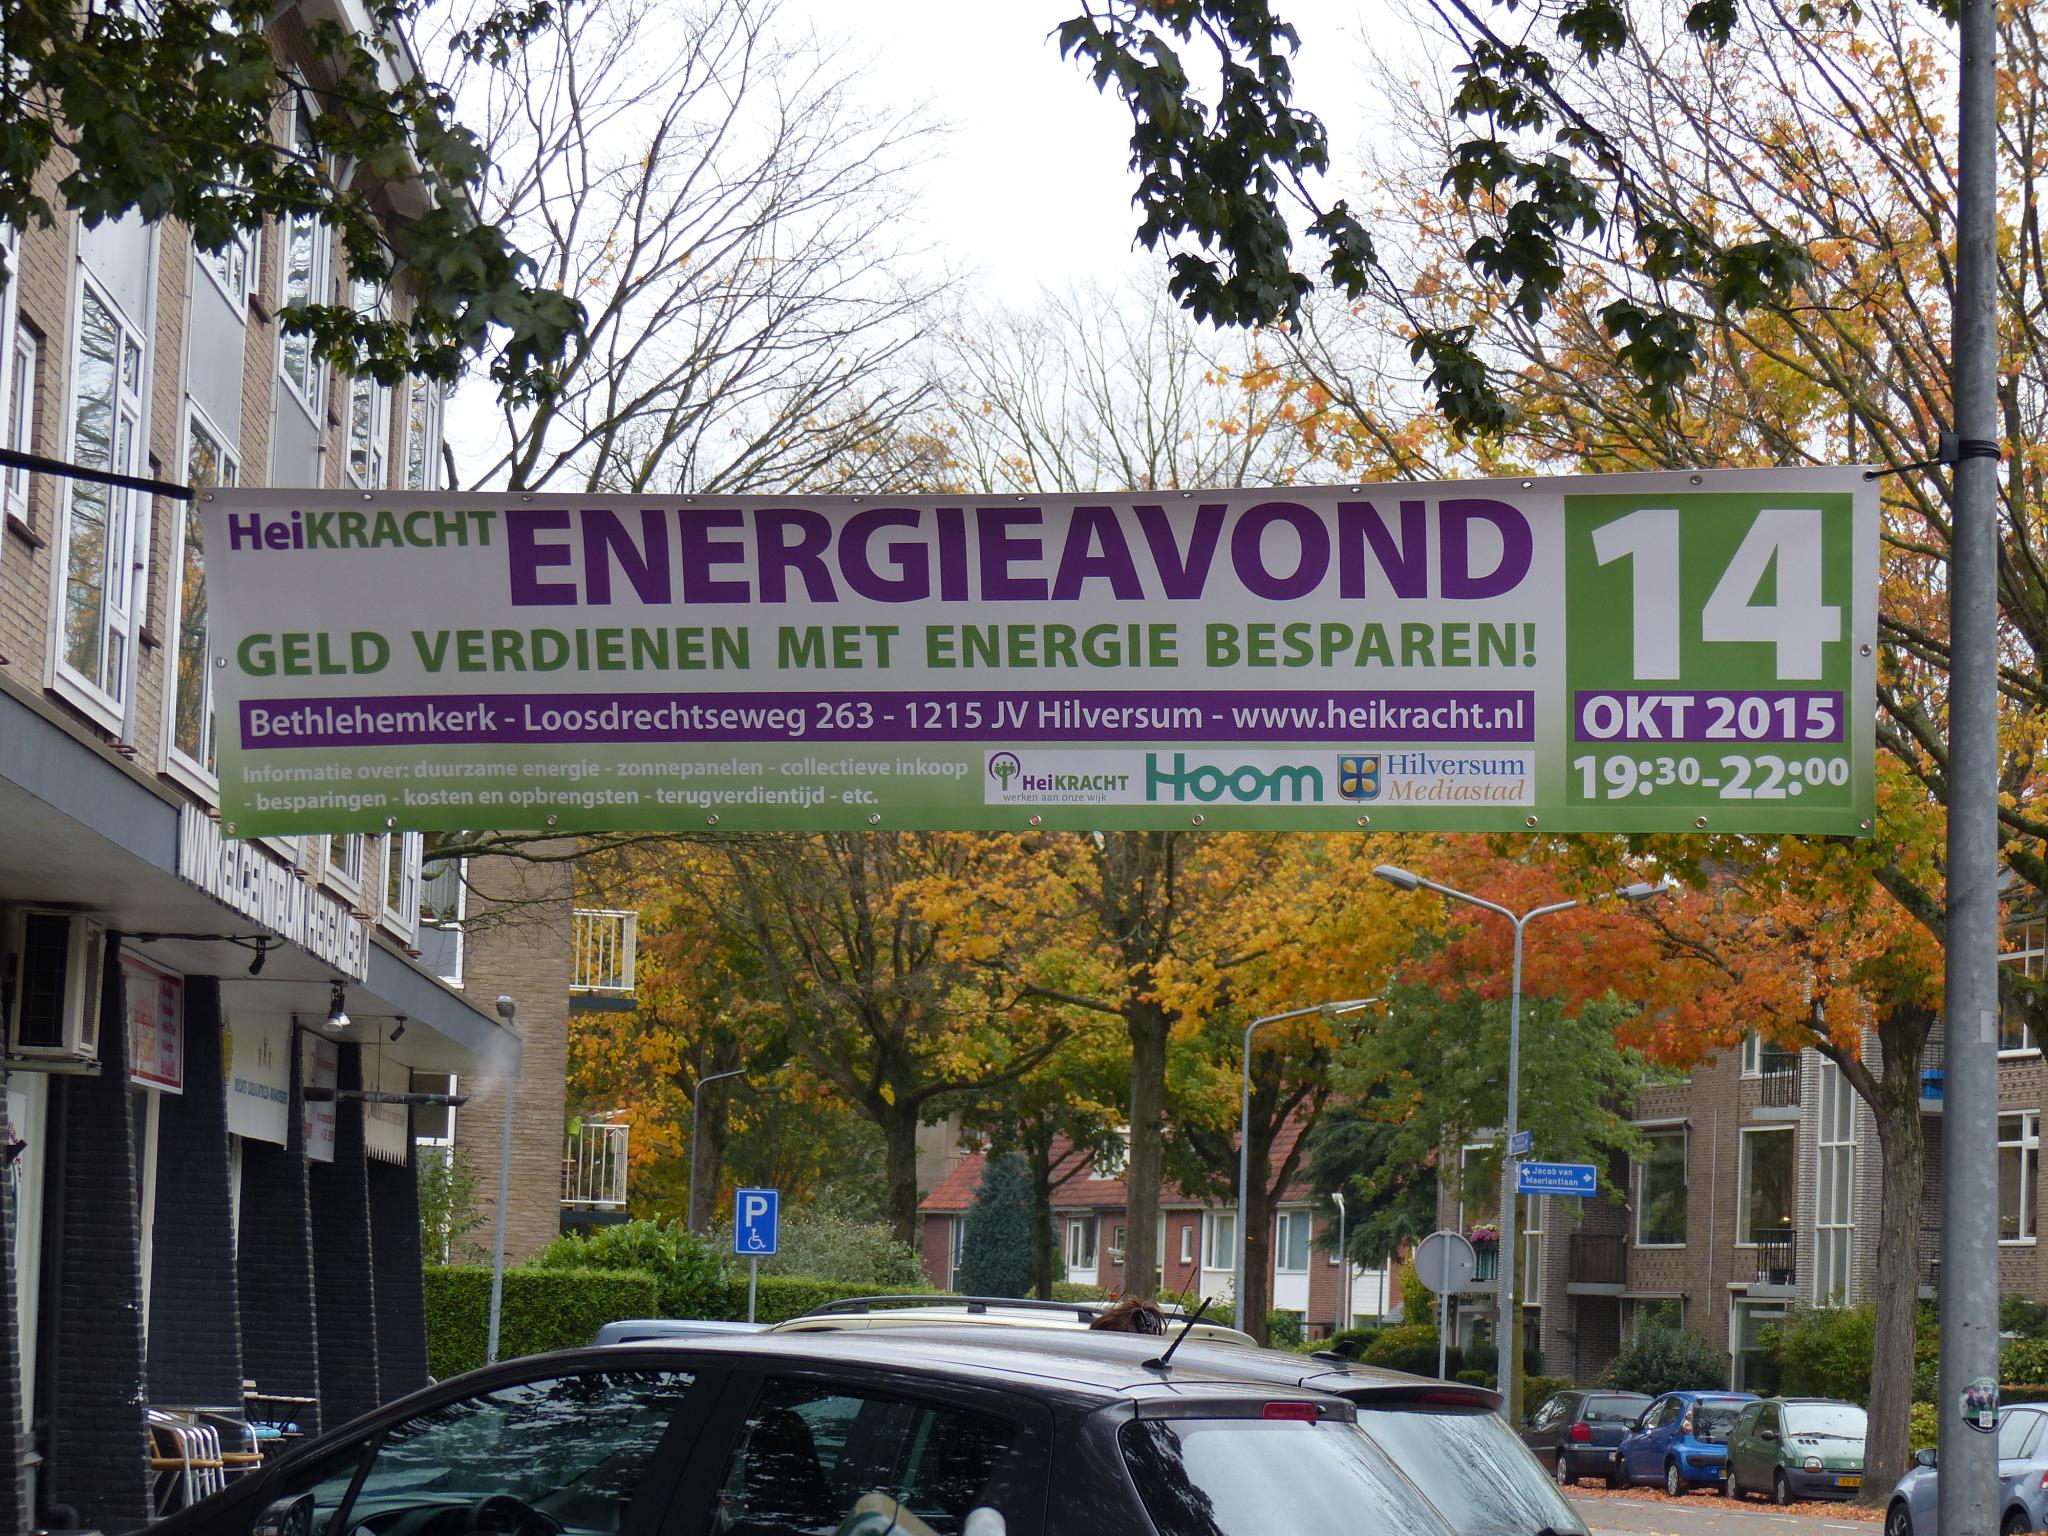 HeiKRACHT ENERGIEAVOND
GELD VERDIENEN MET ENERGIE BESPAREN!
Bethlehemkerk - Loosdrechtseweg 263 - 1215 JV Hilversum - www.heikracht.nl
Informatie over: duurzame energie - zonnepanelen - collectieve inkoop
- besparingen - kosten en opbrengsten - terugverdientijd - etc.
HeiKRACHT
werken aan onze wijk
Hoom
Hilversum
Mediastad
14
OKT 2015
19:30-22:00
WINKELCENTRUM HEIGALERIJ
P
Jacob van
Maerlantlaan